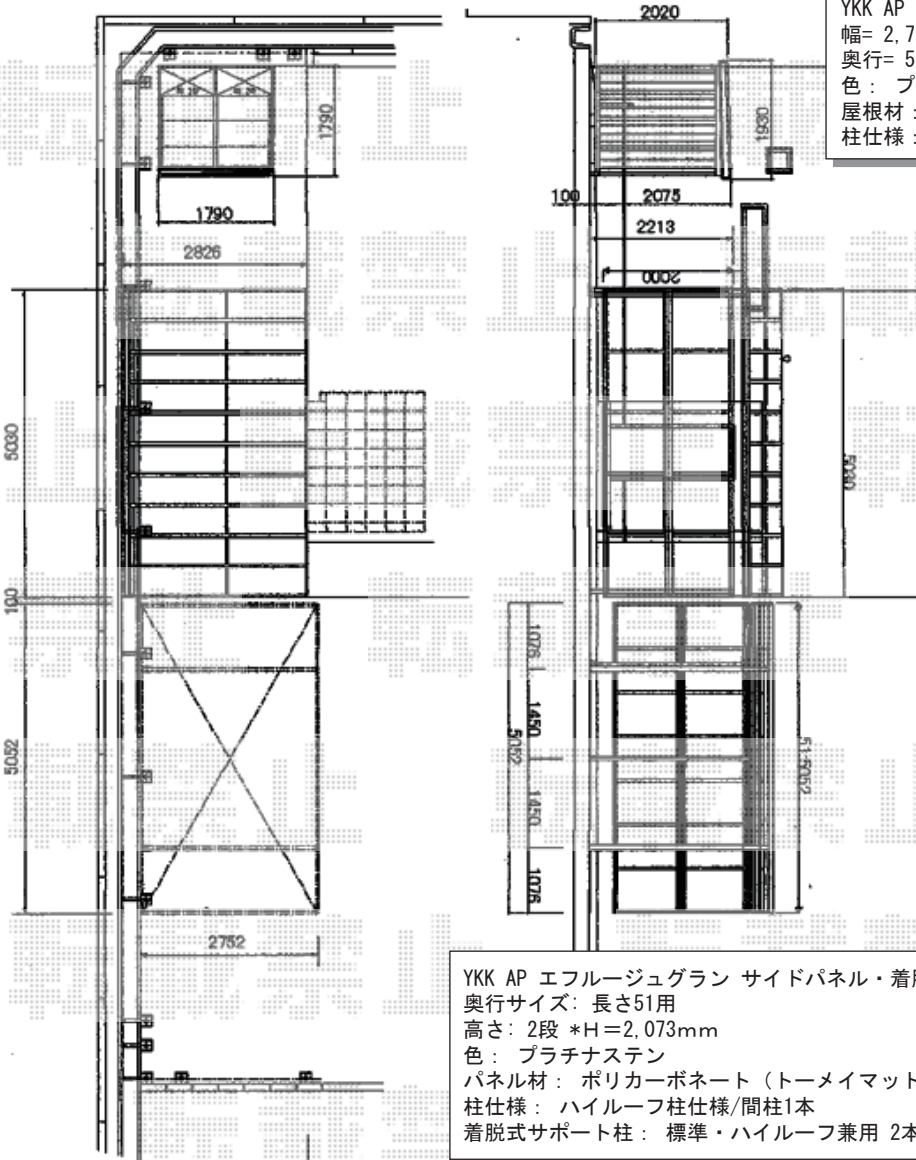 YKK AP
幅= 2,7
奥行= 5
色： プ
屋根材：
柱仕様：
2020
1790
1930
1790
100
2075
2826
2213
2000
5030
5030
100
1076
1450
5052
5052
51-5052
1450
1076
2752
YKK AP エフルージュグラン サイドパネル・着
奥行サイズ： 長さ51用
高さ： 2段 *H＝2,073mm
色： プラチナステン
パネル材： ポリカーボネート（トーメイマット
柱仕様： ハイルーフ柱仕様/間柱1本
着脱式サポート柱： 標準・ハイルーフ兼用 2本